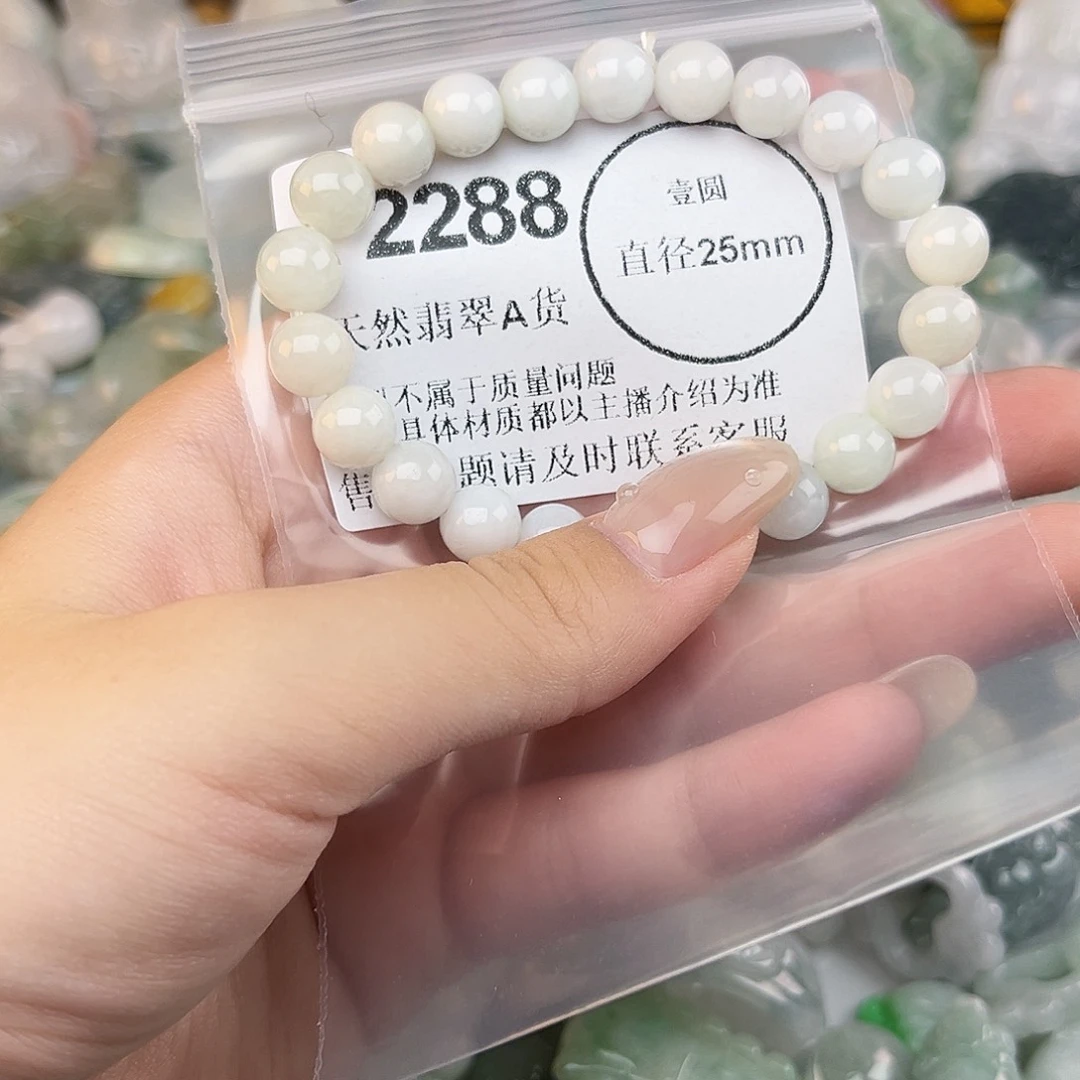 2288
壹圆
直径25mm
天然翡翠A货
不属于质量问题
具体材质都以主播介绍为准
售 题请及时联系客服